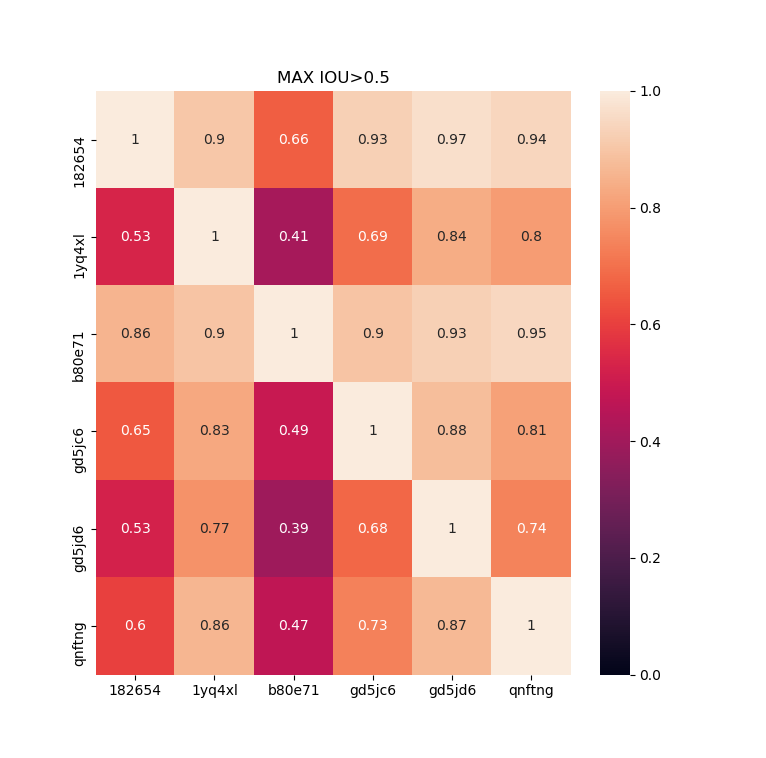 MAX IOU>0.5
182654 1 0.9 0.66 0.93 0.97 0.94
1yq4xl 0.53 1 0.41 0.69 0.84 0.8
b80e71 0.86 0.9 1 0.9 0.93 0.95
gd5jc6 0.65 0.83 0.49 1 0.88 0.81
gd5jd6 0.53 0.77 0.39 0.68 1 0.74
qnftng 0.6 0.86 0.47 0.73 0.87 1
182654 1yq4xl b80e71 gd5jc6 gd5jd6 qnftng
1.0
0.8
0.6
0.4
0.2
0.0